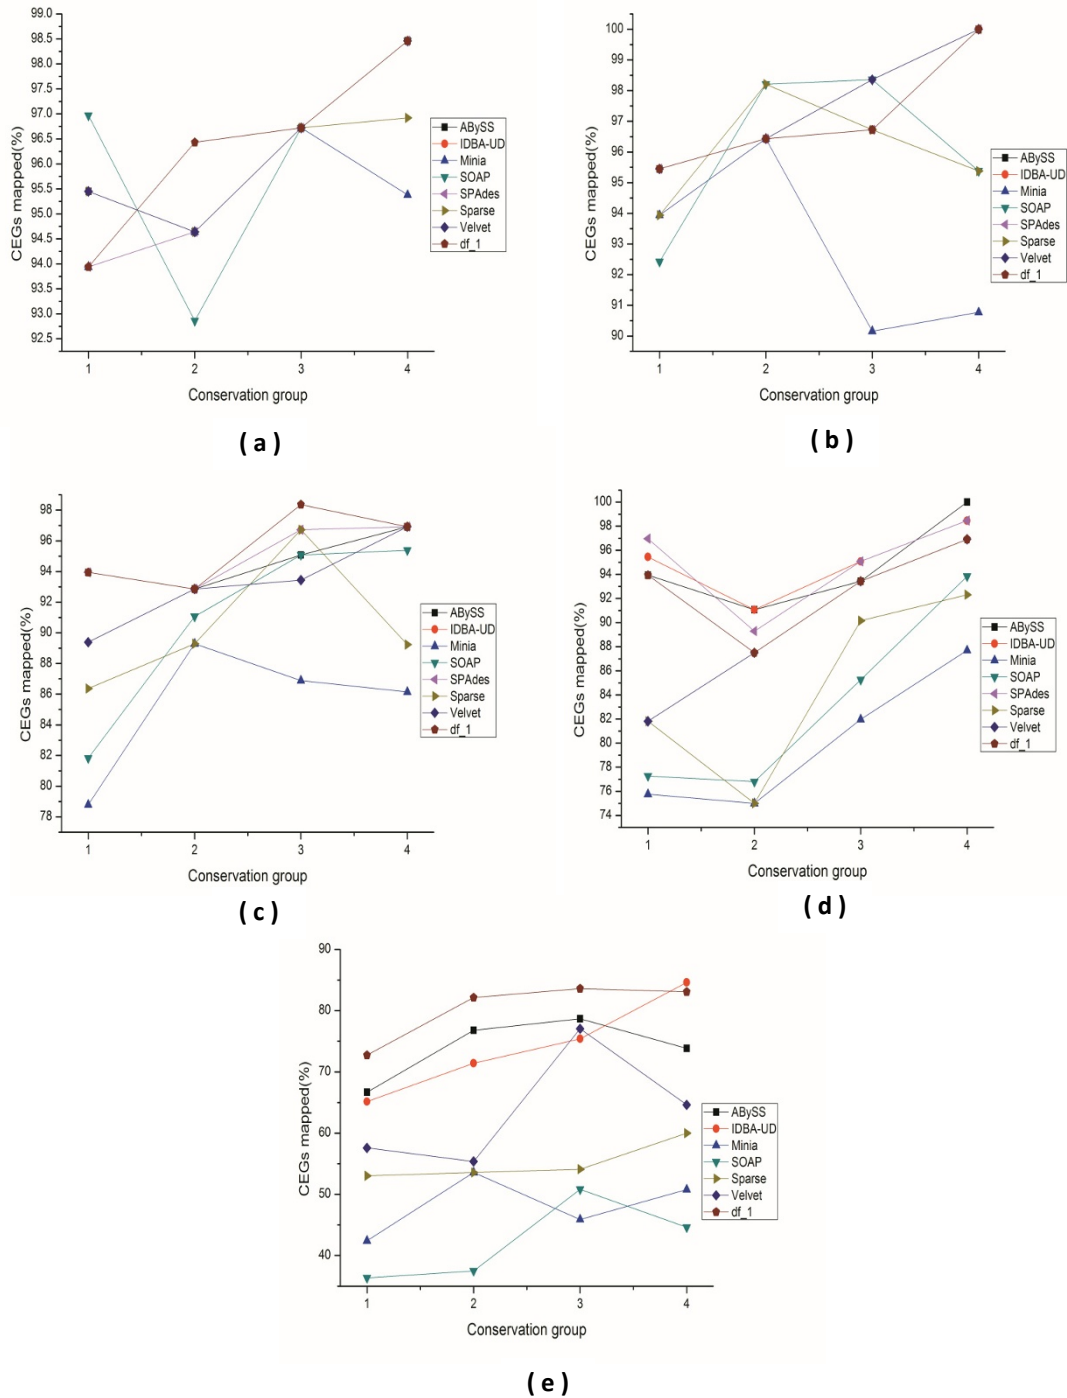 99.0
98.5
98.0
97.5
97.0
96.5
96.0
95.5
95.0
94.5
94.0
93.5
93.0
92.5
CEGs mapped(%)
1 2 3 4
Conservation group
ABySS
IDBA-UD
Minia
SOAP
SPAdes
Sparse
Velvet
df_1
( a )
100
99
98
97
96
95
94
93
92
91
90
CEGs mapped(%)
1 2 3 4
Conservation group
ABySS
IDBA-UD
Minia
SOAP
SPAdes
Sparse
Velvet
df_1
( b )
98
96
94
92
90
88
86
84
82
80
78
CEGs mapped(%)
1 2 3 4
Conservation group
ABySS
IDBA-UD
Minia
SOAP
SPAdes
Sparse
Velvet
df_1
( c )
100
98
96
94
92
90
88
86
84
82
80
78
76
74
CEGs mapped(%)
1 2 3 4
Conservation group
ABySS
IDBA-UD
Minia
SOAP
SPAdes
Sparse
Velvet
df_1
( d )
90
80
70
60
50
40
CEGs mapped(%)
1 2 3 4
Conservation group
ABySS
IDBA-UD
Minia
SOAP
Sparse
Velvet
df_1
( e )